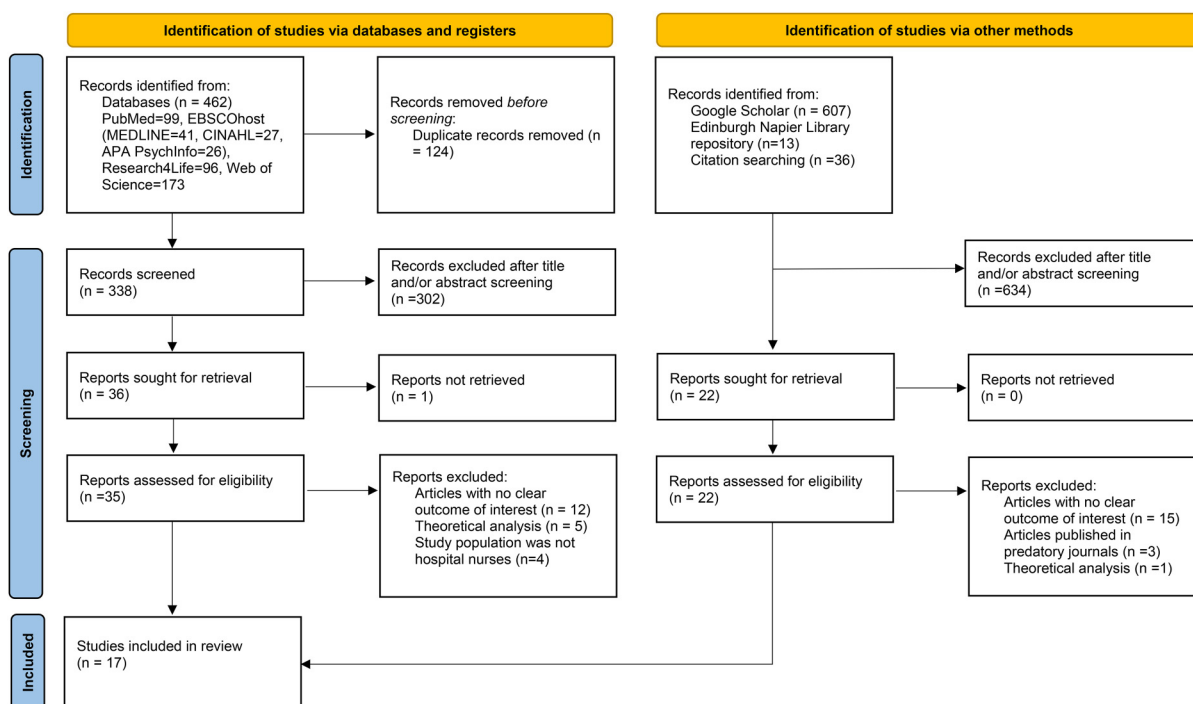 Identification of studies via databases and registers
Identification of studies via other methods
Identification
Records identified from:
Databases (n = 462)
PubMed=99, EBSCOhost
(MEDLINE=41, CINAHL=27,
APA PsychInfo=26),
Research4Life=96, Web of
Science=173
Records removed before
screening:
Duplicate records removed (n
= 124)
Records identified from:
Google Scholar = 607)
Edinburgh Napier Library
repository (n=13)
Citation searching (n =36)
Screening
Records screened
(n = 338)
Records excluded after title
and/or abstract screening
(n =302)
Records excluded after title
and/or abstract screening
(n =634)
Reports sought for retrieval
(n = 36)
Reports not retrieved
(n = 1)
Reports sought for retrieval
(n = 22)
Reports not retrieved
(n = 0)
Reports assessed for eligibility
(n =35)
Reports excluded:
Articles with no clear
outcome of interest (n = 12)
Theoretical analysis (n = 5)
Study population was not
hospital nurses (n=4)
Reports assessed for eligibility
(n = 22)
Reports excluded:
Articles with no clear
outcome of interest (n = 15)
Articles published in
predatory journals (n =3)
Theoretical analysis (n =1)
Included
Studies included in review
(n = 17)